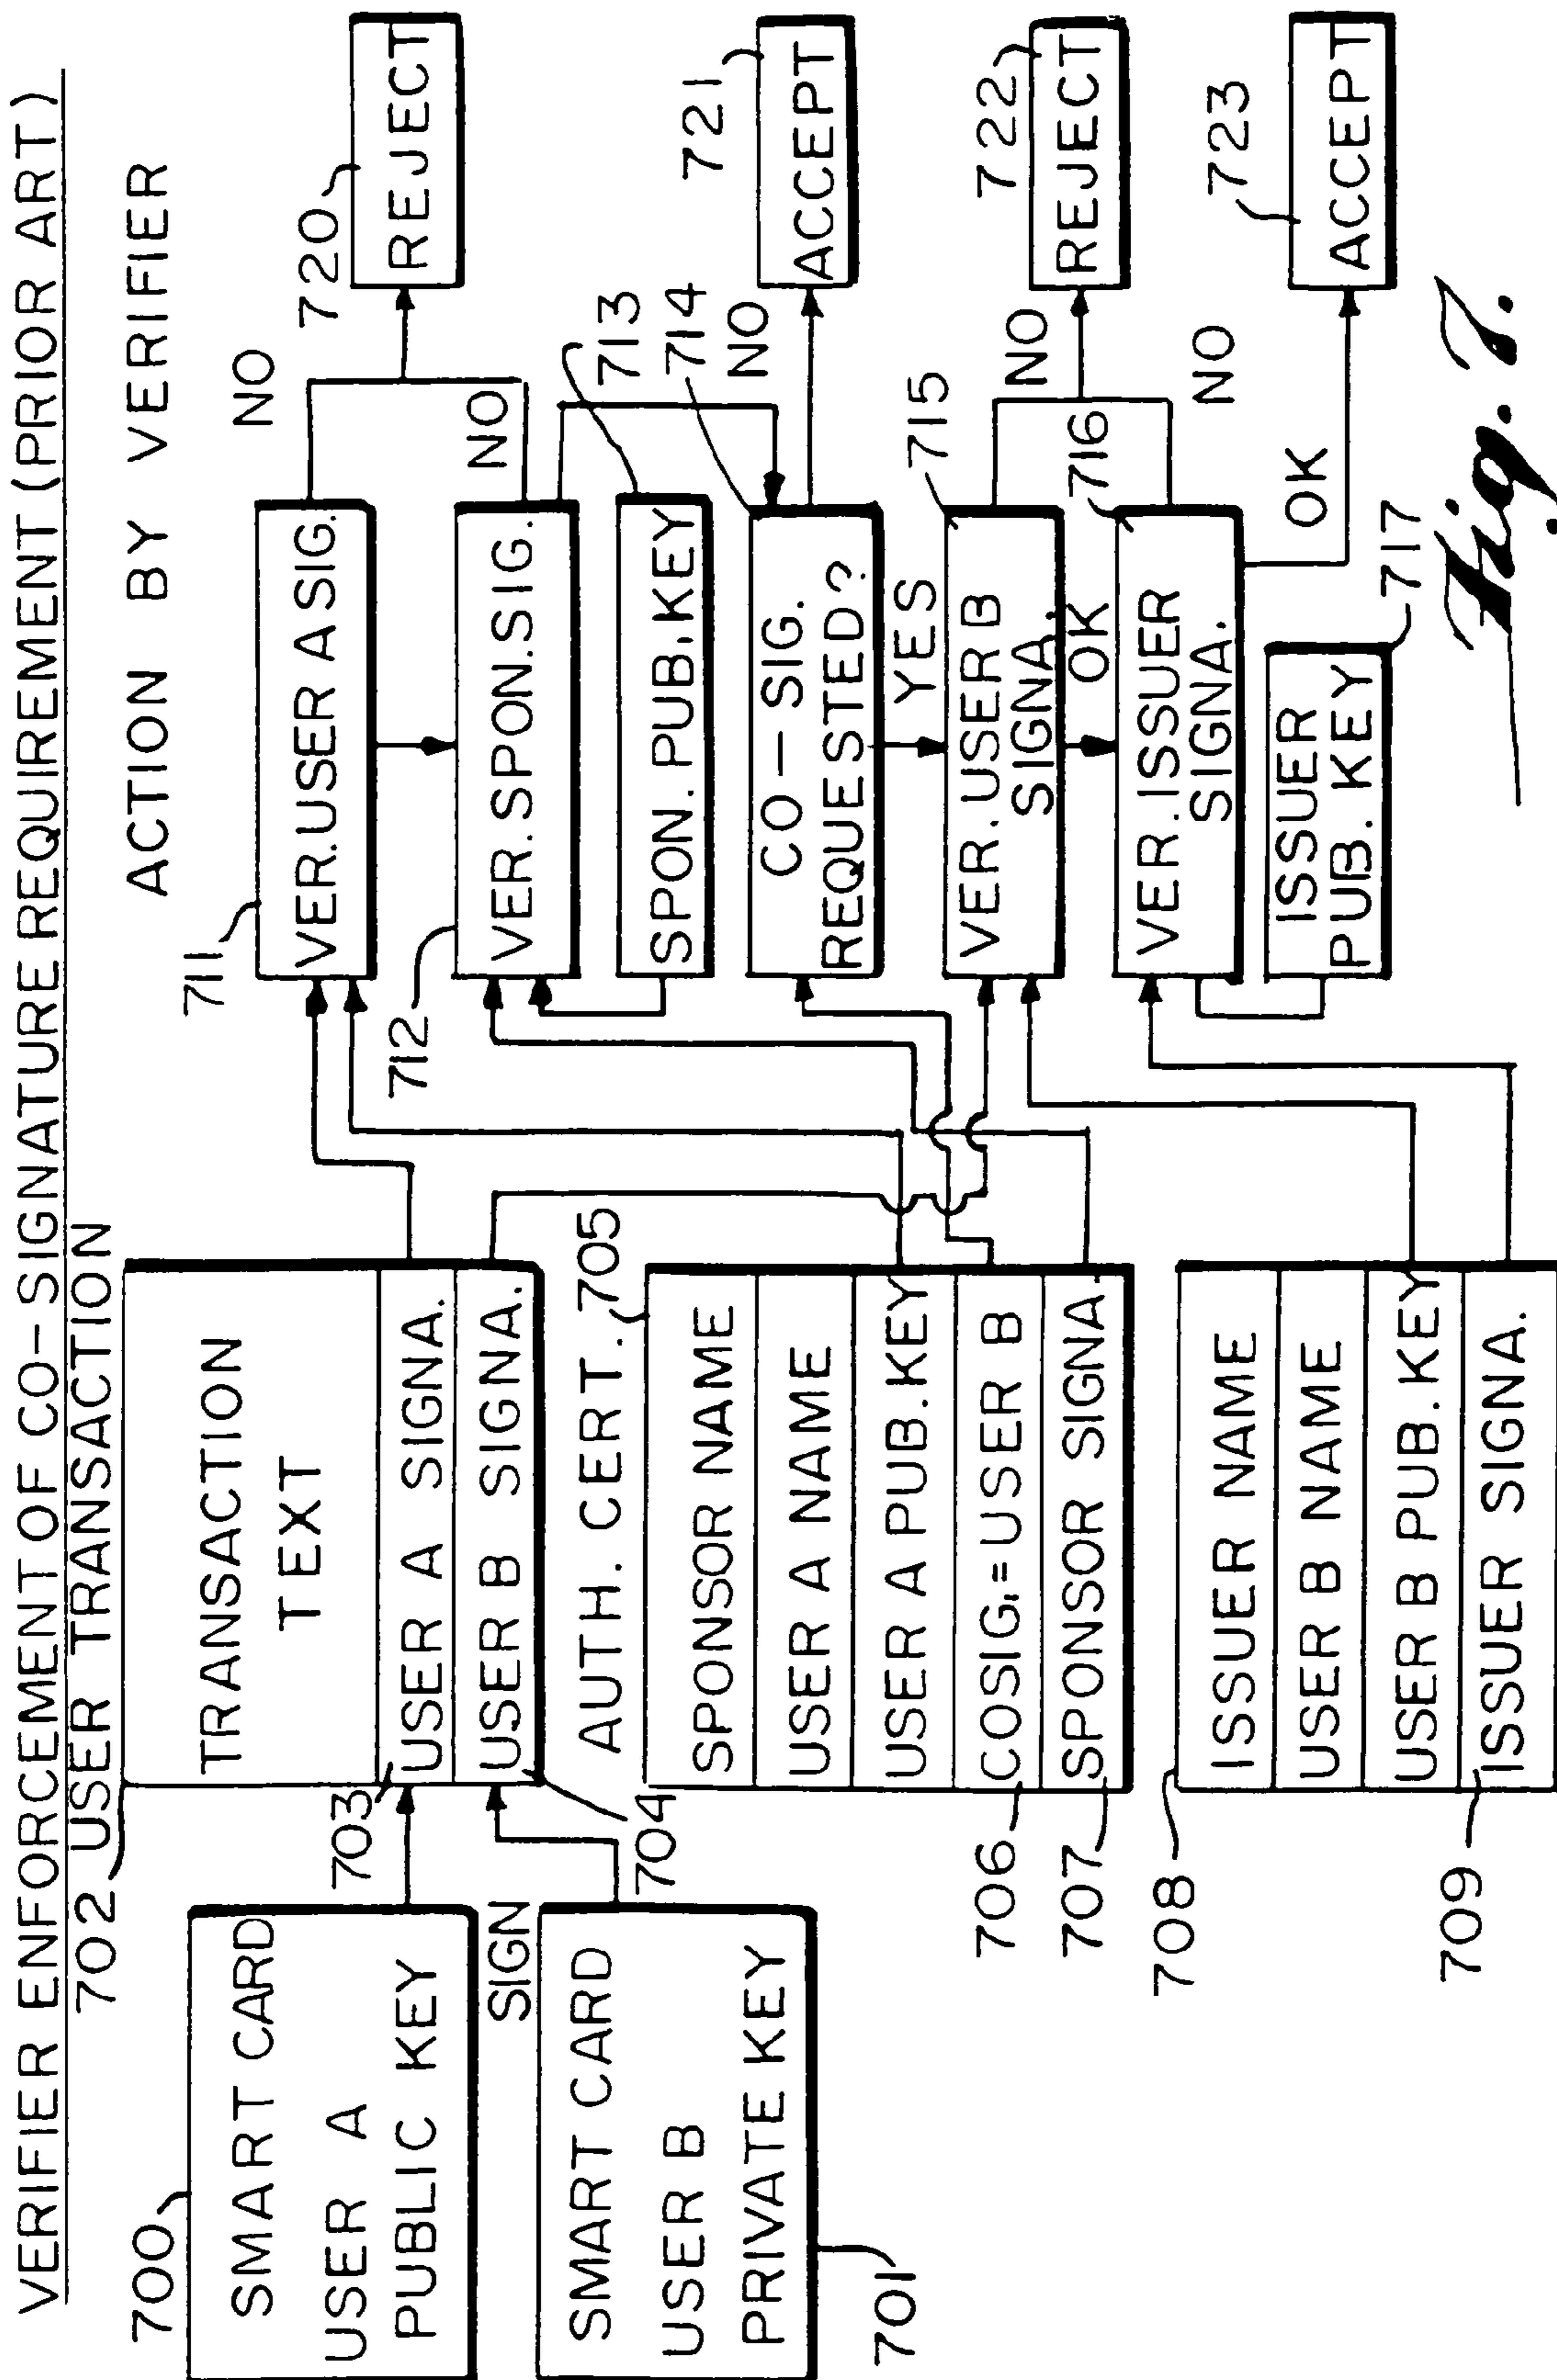 VERIFIER ENFORCEMENT OF CO-SIGNATURE REQUIREMENT (PRIOR ART)
702 USER TRANSACTION
ACTION BY VERIFIER
700
SMART CARD
USER A
PUBLIC KEY
SIGN
SMART CARD
USER B
PRIVATE KEY
701
TRANSACTION
TEXT
703
USER A SIGNA.
USER B SIGNA.
704
AUTH. CERT. 705
SPONSOR NAME
USER A NAME
USER A PUB. KEY
706
COSIG. = USER B
707
SPONSOR SIGNA.
708
ISSUER NAME
USER B NAME
USER B PUB. KEY
709
ISSUER SIGNA.
711
VER. USER A SIG.
712
VER. SPON. SIG.
713
SPON. PUB. KEY
714
CO-SIG.
REQUESTED?
YES
715
VER. USER B
SIGNA.
OK
716
VER. ISSUER
SIGNA.
ISSUER
PUB. KEY
717
NO
NO
720
REJECT
NO
721
ACCEPT
NO
722
REJECT
NO
OK
723
ACCEPT
Fig. 7.